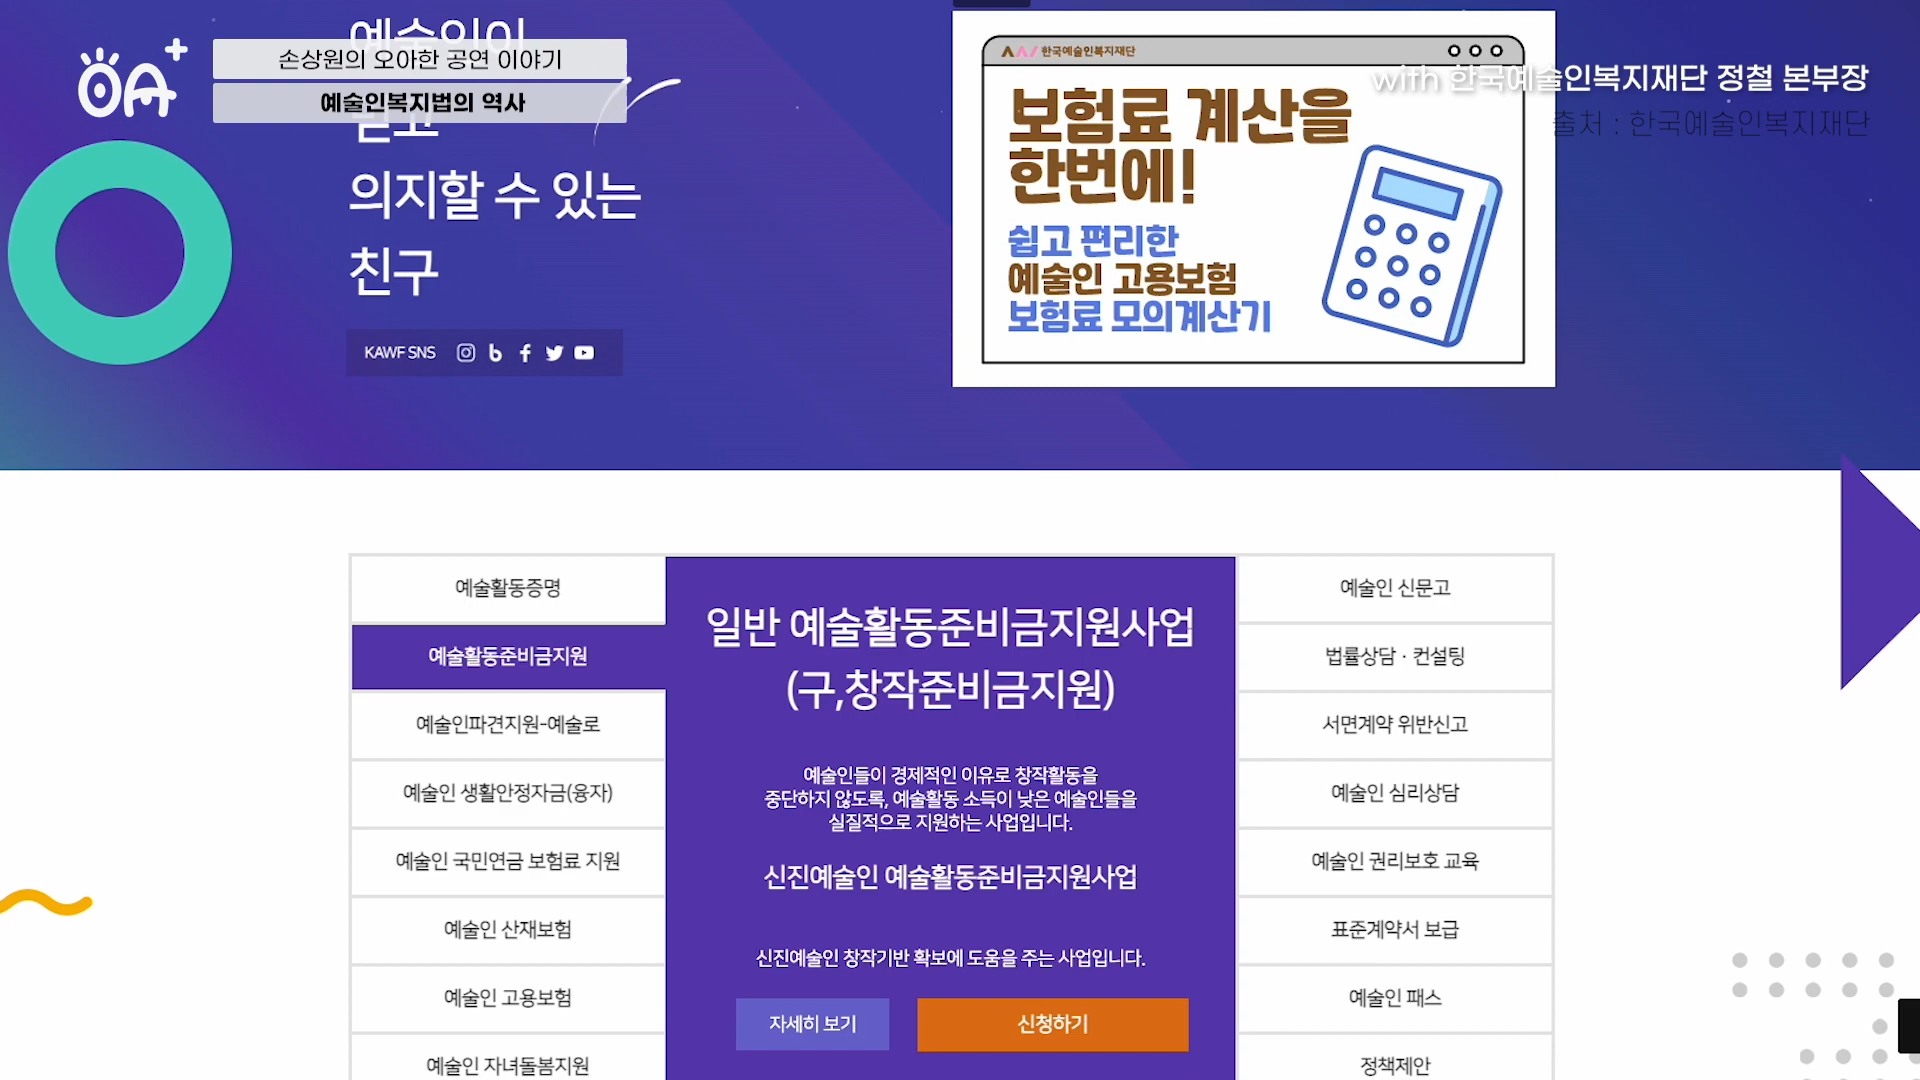 예술인이
OA+
손상원의 오아한 공연 이야기
예술인복지법의 역사
믿고
의지할 수 있는
친구
KAWF SNS
한국예술인복지재단
보험료 계산을
한번에!
쉽고 편리한
예술인 고용보험
보험료 모의계산기
with 한국예술인복지재단 정철 본부장
출처 : 한국예술인복지재단
예술활동증명
예술활동준비금지원
예술인파견지원-예술로
예술인 생활안정자금(융자)
예술인 국민연금 보험료 지원
예술인 산재보험
예술인 고용보험
예술인 자녀돌봄지원
일반 예술활동준비금지원사업
(구,창작준비금지원)
예술인들이 경제적인 이유로 창작활동을
중단하지 않도록, 예술활동 소득이 낮은 예술인들을
실질적으로 지원하는 사업입니다.
신진예술인 예술활동준비금지원사업
신진예술인 창작기반 확보에 도움을 주는 사업입니다.
자세히 보기
신청하기
예술인 신문고
법률상담 · 컨설팅
서면계약 위반신고
예술인 심리상담
예술인 권리보호 교육
표준계약서 보급
예술인 패스
정책제안